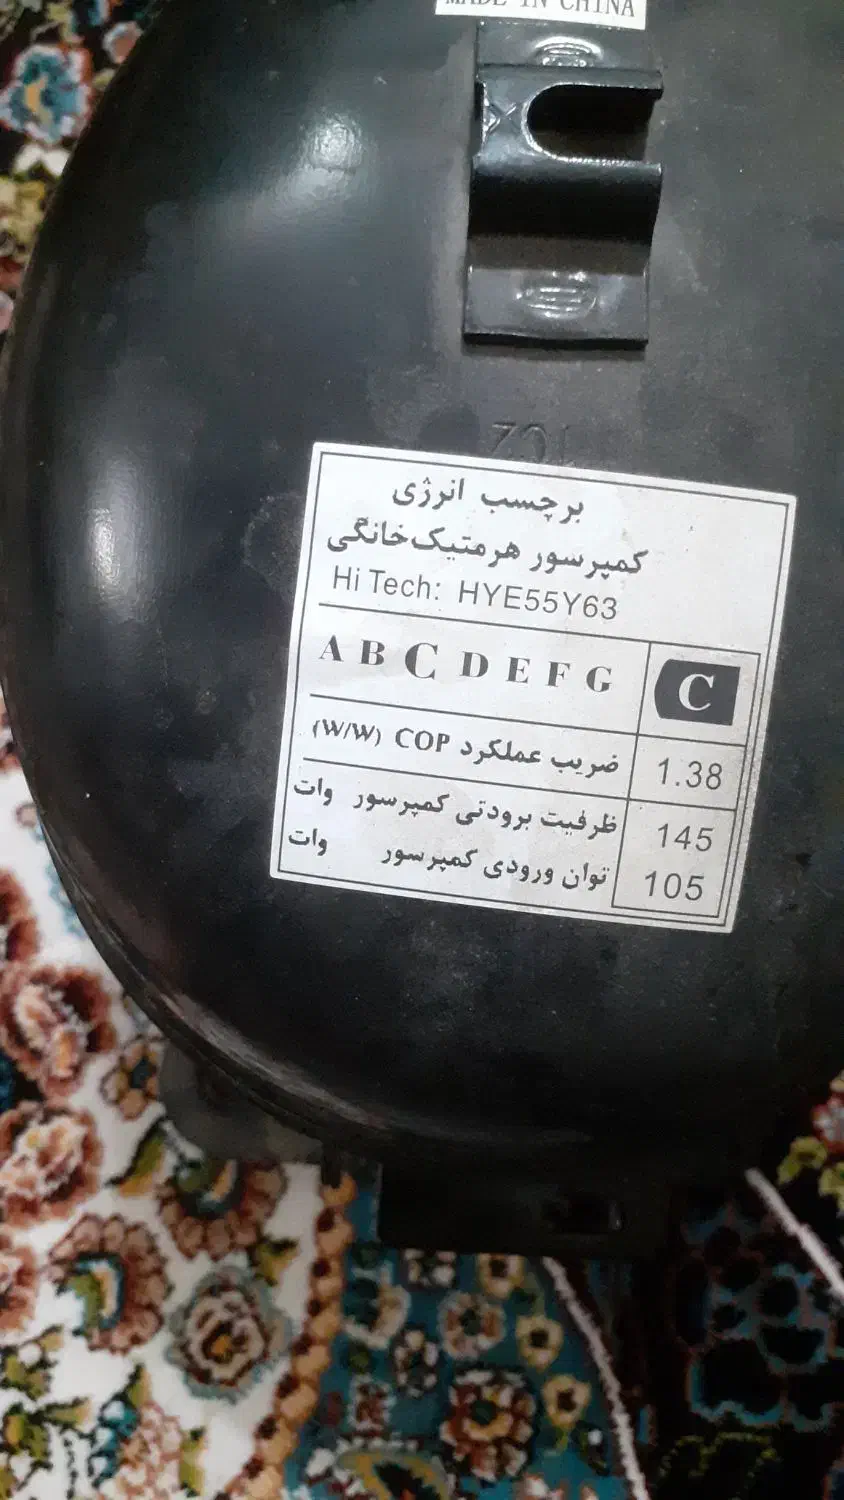 MADE IN CHINA
برچسب انرژی
کمپرسور هرمتیک‌خانگی
Hi Tech: HYE55Y63
A B C D E F G C
ضریب عملکرد COP (W/W) 1.38
ظرفیت برودتی کمپرسور وات 145
توان ورودی کمپرسور وات 105